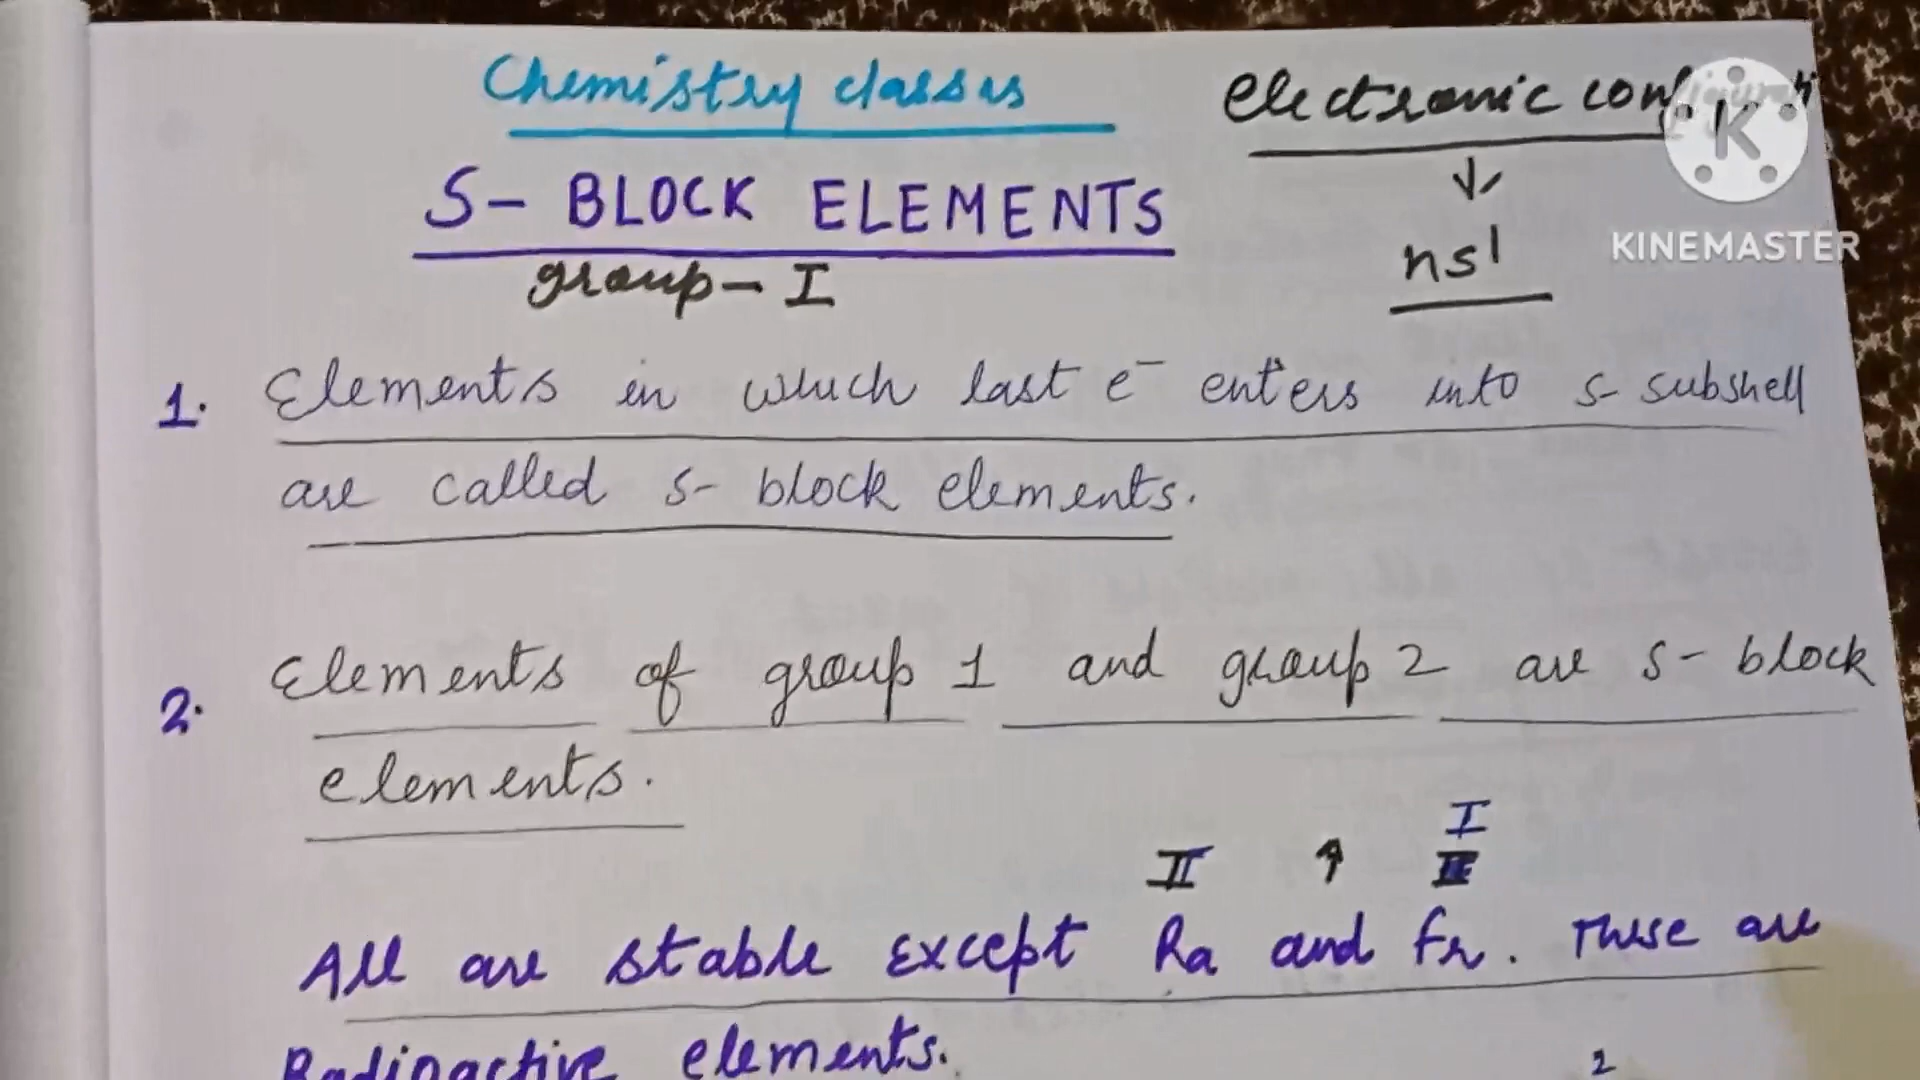 Chemistry classes
Electronic configurati
S- BLOCK ELEMENTS
ns¹
KINEMASTER
group - I
1. Elements in which last e⁻ enters into s- subshell
are called s- block elements.
2. Elements of group 1 and group 2 are s- block
elements.
I
II
All are stable except Ra and Fr. These are
Radioactive elements.
2